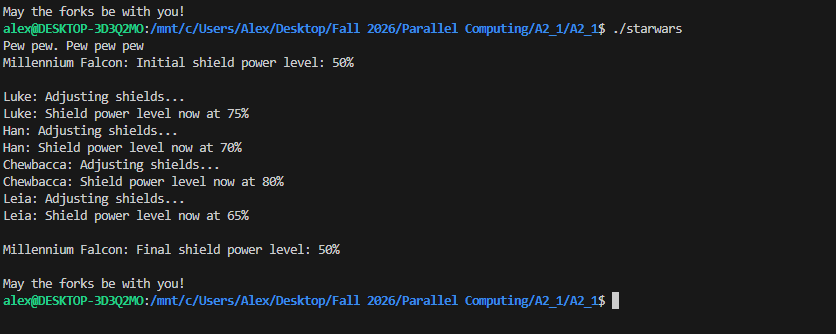 May the forks be with you!
alex@DESKTOP-3D3Q2MO:/mnt/c/Users/Alex/Desktop/Fall 2026/Parallel Computing/A2_1/A2_1$ ./starwars
Pew pew. Pew pew pew
Millennium Falcon: Initial shield power level: 50%
Luke: Adjusting shields...
Luke: Shield power level now at 75%
Han: Adjusting shields...
Han: Shield power level now at 70%
Chewbacca: Adjusting shields...
Chewbacca: Shield power level now at 80%
Leia: Adjusting shields...
Leia: Shield power level now at 65%
Millennium Falcon: Final shield power level: 50%
May the forks be with you!
alex@DESKTOP-3D3Q2MO:/mnt/c/Users/Alex/Desktop/Fall 2026/Parallel Computing/A2_1/A2_1$